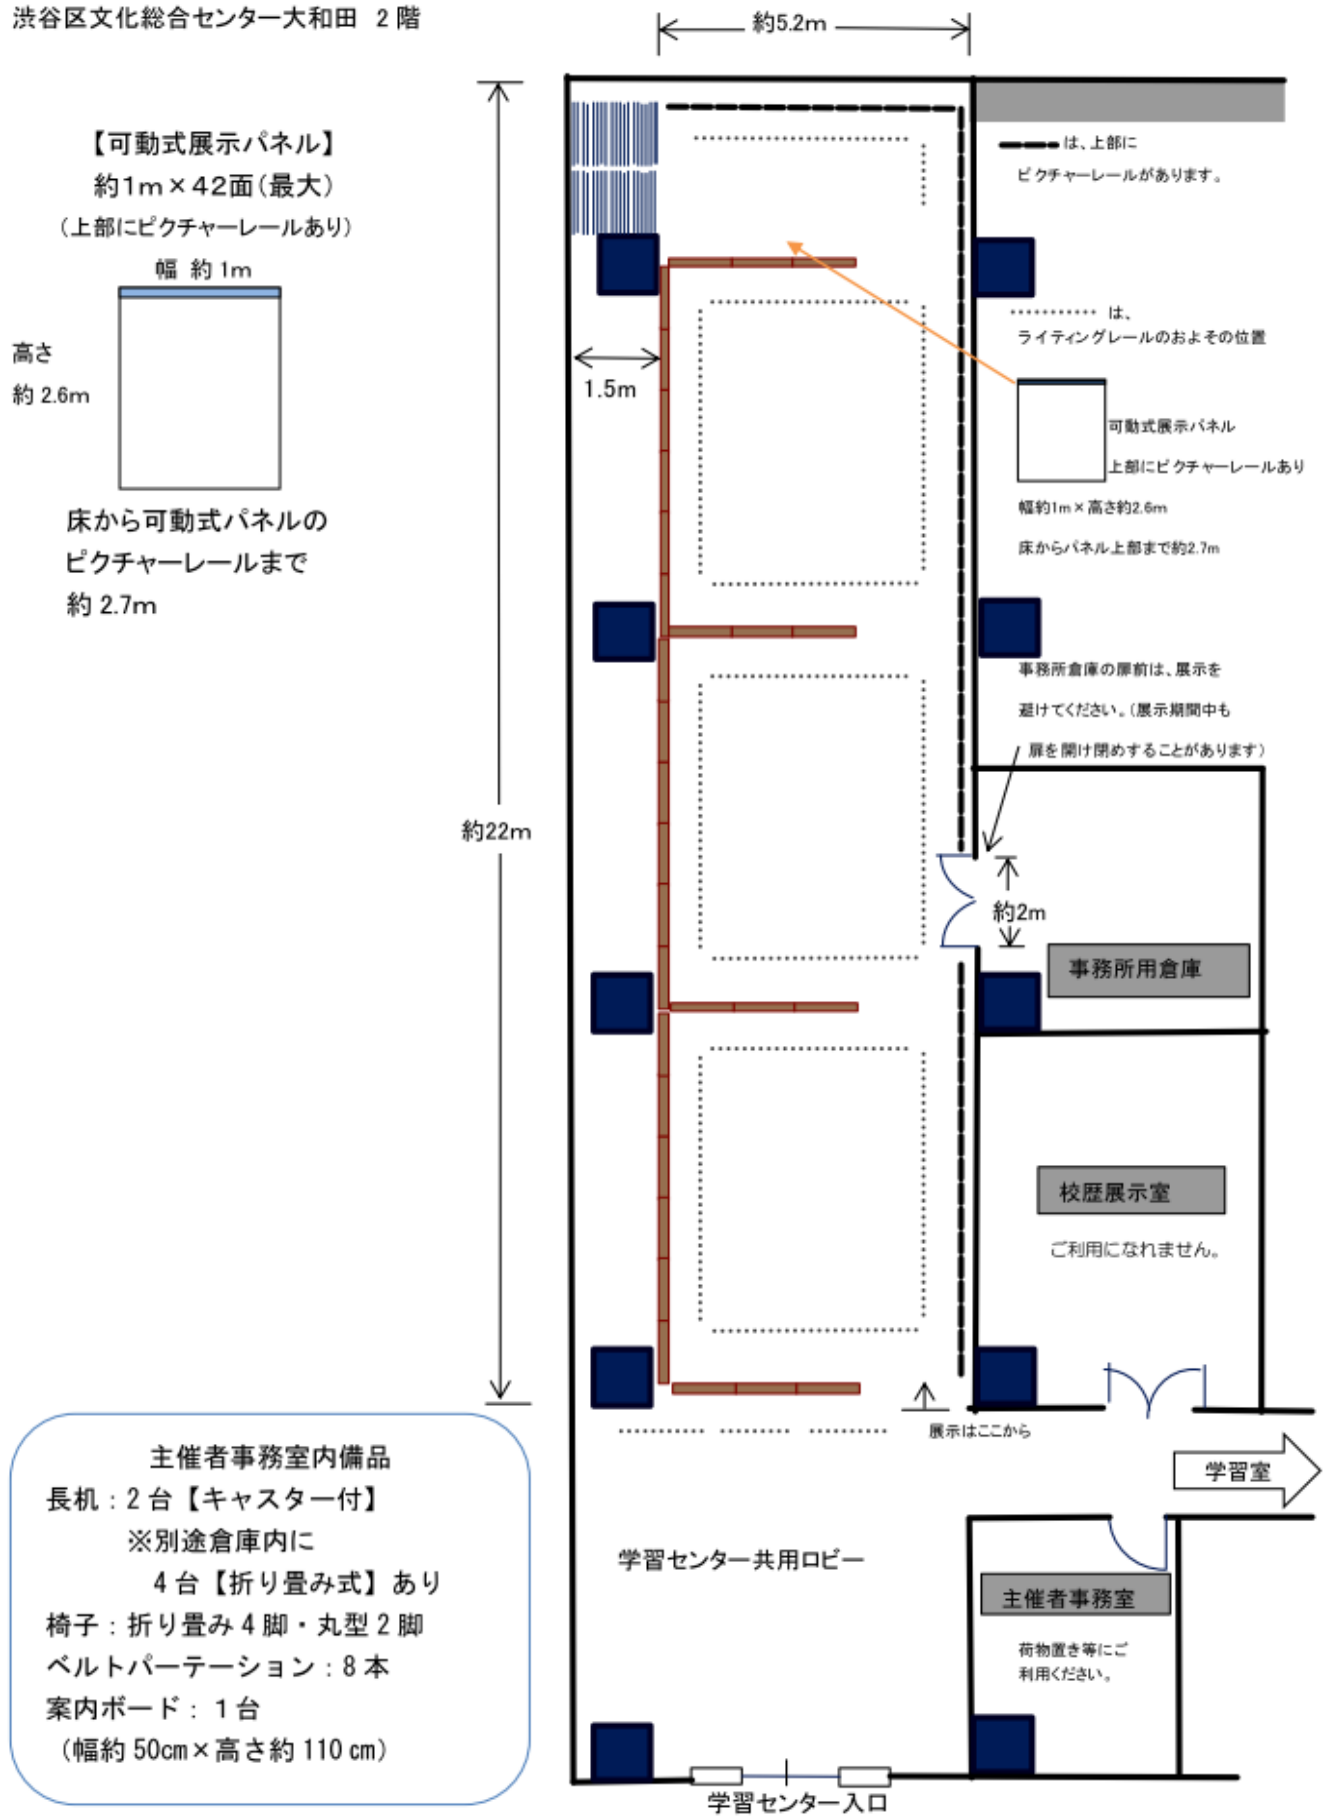 渋谷区文化総合センター大和田 2階
約5.2m
【可動式展示パネル】
約1m×42面(最大)
(上部にピクチャーレールあり)
幅 約1m
高さ
約2.6m
床から可動式パネルの
ピクチャーレールまで
約2.7m
は、上部に
ピクチャーレールがあります。
は、
ライティングレールのおよその位置
1.5m
可動式展示パネル
上部にピクチャーレールあり
幅約1m×高さ約2.6m
床からパネル上部まで約2.7m
事務所倉庫の扉前は、展示を
避けてください。(展示期間中も
扉を開け閉めすることがあります)
約22m
約2m
事務所用倉庫
校歴展示室
ご利用になれません。
展示はここから
学習室
学習センター共用ロビー
主催者事務室
荷物置き等にご
利用ください。
学習センター入口
主催者事務室内備品
長机:2台【キャスター付】
※別途倉庫内に
4台【折り畳み式】あり
椅子:折り畳み4脚・丸型2脚
ベルトパーテーション:8本
案内ボード: 1台
(幅約50cm×高さ約110cm)